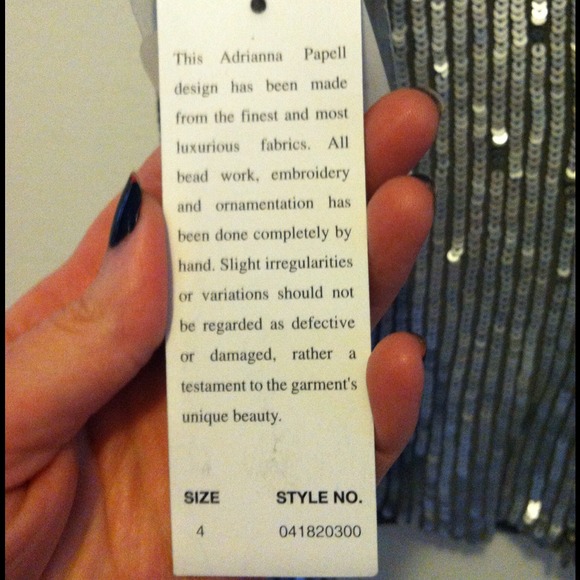 This Adrianna Papell
design has been made
from the finest and most
luxurious fabrics. All
bead work, embroidery
and ornamentation has
been done completely by
hand. Slight irregularities
or variations should not
be regarded as defective
or damaged, rather a
testament to the garment's
unique beauty.
SIZE STYLE NO.
4 041820300